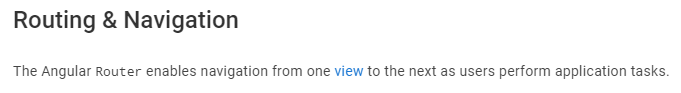 Routing & Navigation
The Angular Router enables navigation from one view to the next as users perform application tasks.